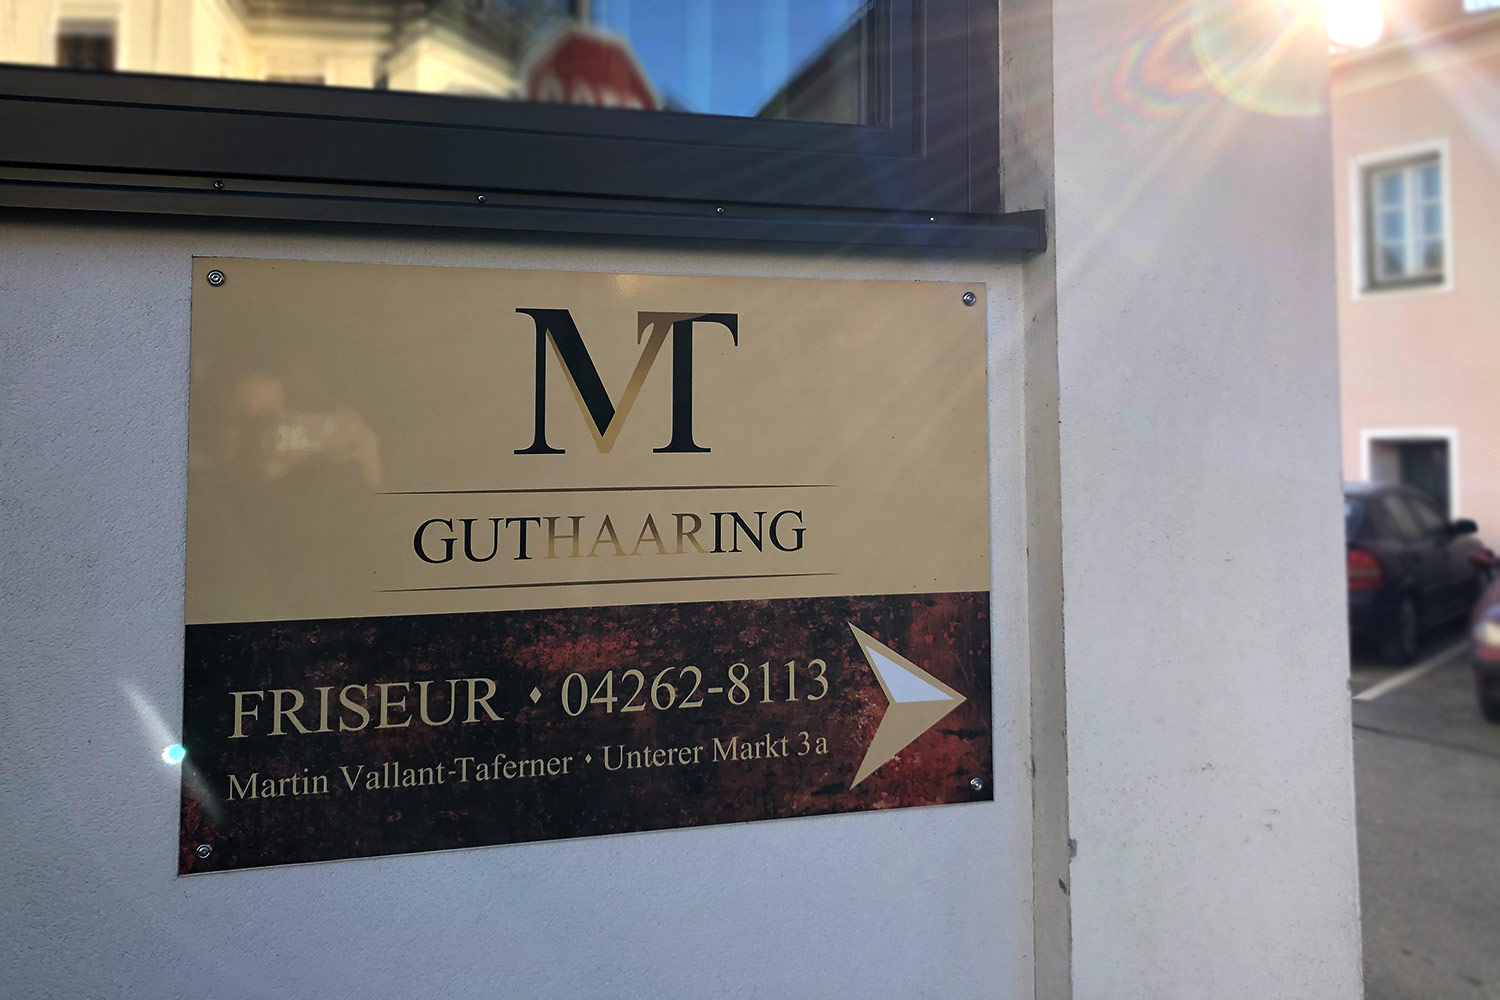 MT
GUTHAARING
FRISEUR ⬧ 04262-8113
Martin Vallant-Taferner ⬧ Unterer Markt 3a